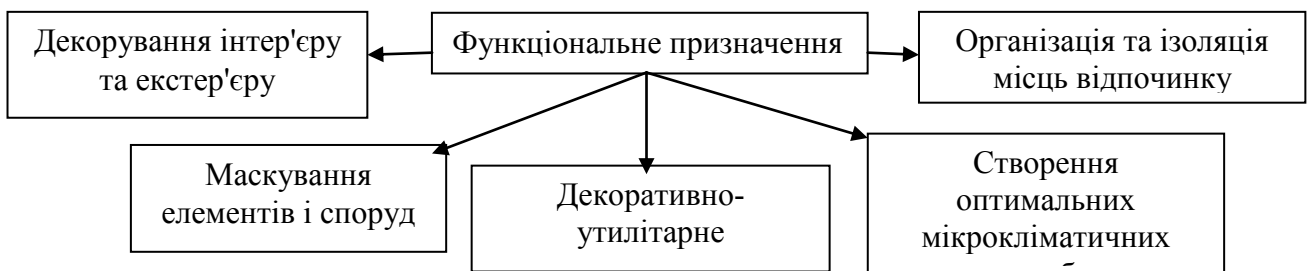 Функціональне призначення
Декорування інтер'єру
та екстер'єру
Організація та ізоляція
місць відпочинку
Маскування
елементів і споруд
Декоративно-
утилітарне
Створення
оптимальних
мікрокліматичних